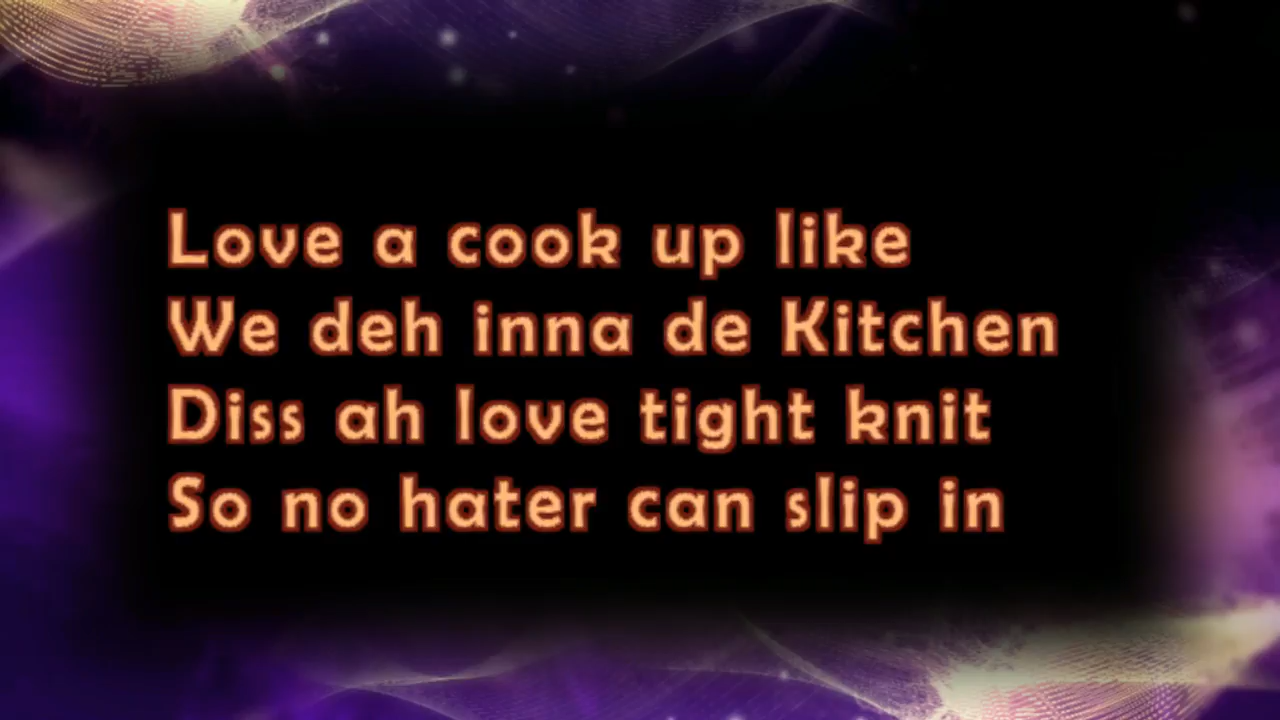 Love a cook up like
We deh inna de Kitchen
Diss ah love tight knit
So no hater can slip in